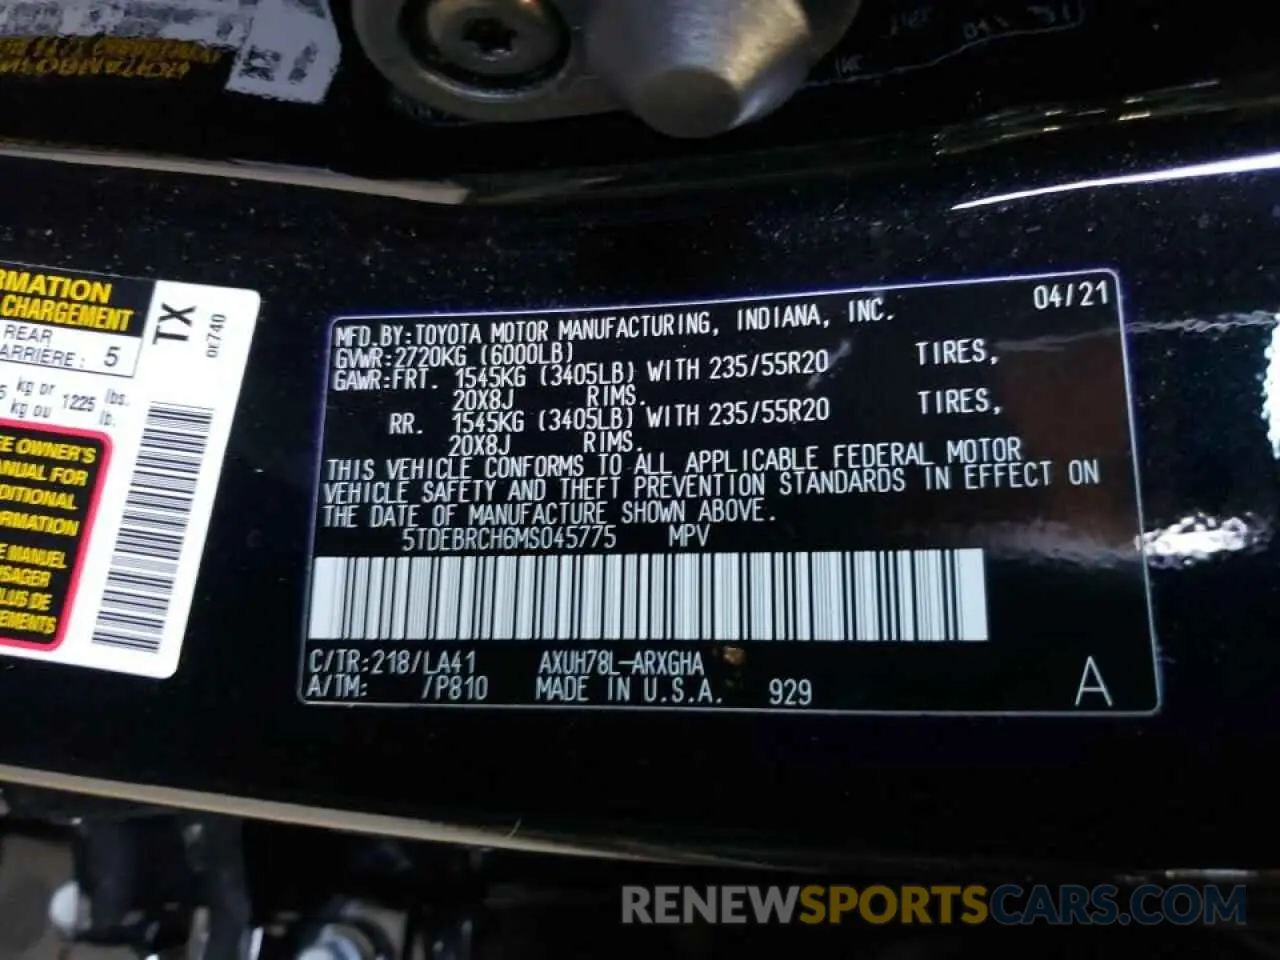 RMATION
CHARGEMENT
REAR
ARRIERE: 5
kg or 1225 lbs.
kg ou lb.
EE OWNER'S
ANUAL FOR
DITIONAL
RMATION
E MANUEL
SAGER
LUS DE
EMENTS
TX
0E740
04/21
MFD.BY:TOYOTA MOTOR MANUFACTURING, INDIANA, INC.
GVWR:2720KG (6000LB)
GAWR:FRT. 1545KG (3405LB) WITH 235/55R20 TIRES,
20X8J RIMS.
RR. 1545KG (3405LB) WITH 235/55R20 TIRES,
20X8J RIMS.
THIS VEHICLE CONFORMS TO ALL APPLICABLE FEDERAL MOTOR
VEHICLE SAFETY AND THEFT PREVENTION STANDARDS IN EFFECT ON
THE DATE OF MANUFACTURE SHOWN ABOVE.
5TDEBRCH6MS045775 MPV
C/TR:218/LA41 AXUH78L-ARXGHA
A/TM: /P810 MADE IN U.S.A. 929
A
RENEWSPORTSCARS.COM